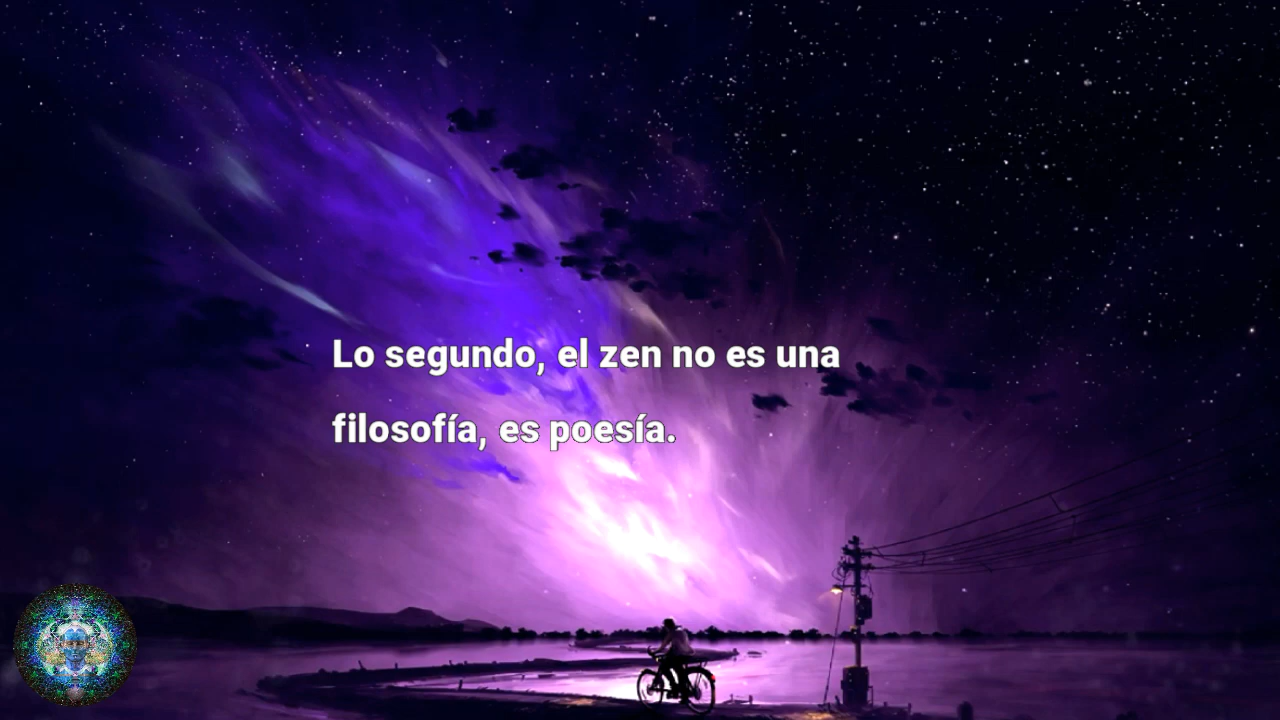 Lo segundo, el zen no es una
filosofía, es poesía.